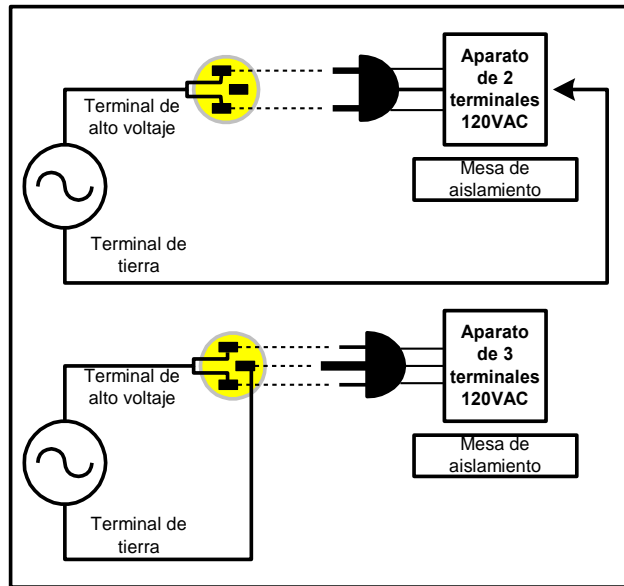 Aparato
de 2
terminales
120VAC
Terminal de
alto voltaje
Mesa de
aislamiento
Terminal de
tierra
Aparato
de 3
terminales
120VAC
Terminal de
alto voltaje
Mesa de
aislamiento
Terminal de
tierra